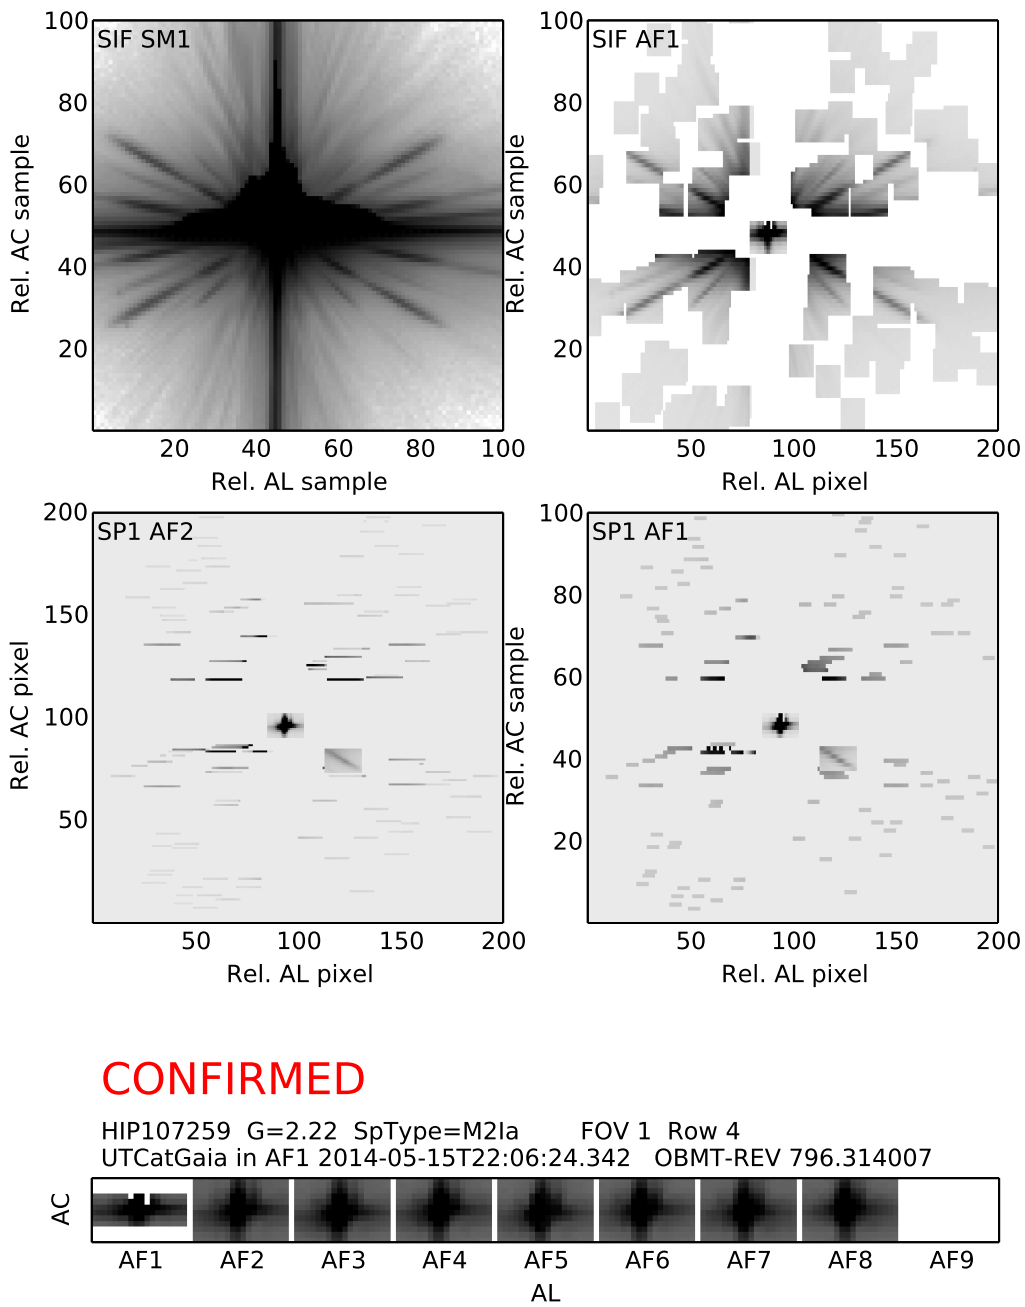 SIF SM1
100
80
60
40
20
Rel. AC sample
20 40 60 80 100
Rel. AL sample
SIF AF1
100
80
60
40
20
Rel. AC sample
50 100 150 200
Rel. AL pixel
SP1 AF2
200
150
100
50
Rel. AC pixel
50 100 150 200
Rel. AL pixel
SP1 AF1
100
80
60
40
20
Rel. AC sample
50 100 150 200
Rel. AL pixel
CONFIRMED
HIP107259 G=2.22 SpType=M2Ia FOV 1 Row 4
UTCatGaia in AF1 2014-05-15T22:06:24.342 OBMT-REV 796.314007
AC
AF1 AF2 AF3 AF4 AF5 AF6 AF7 AF8 AF9
AL